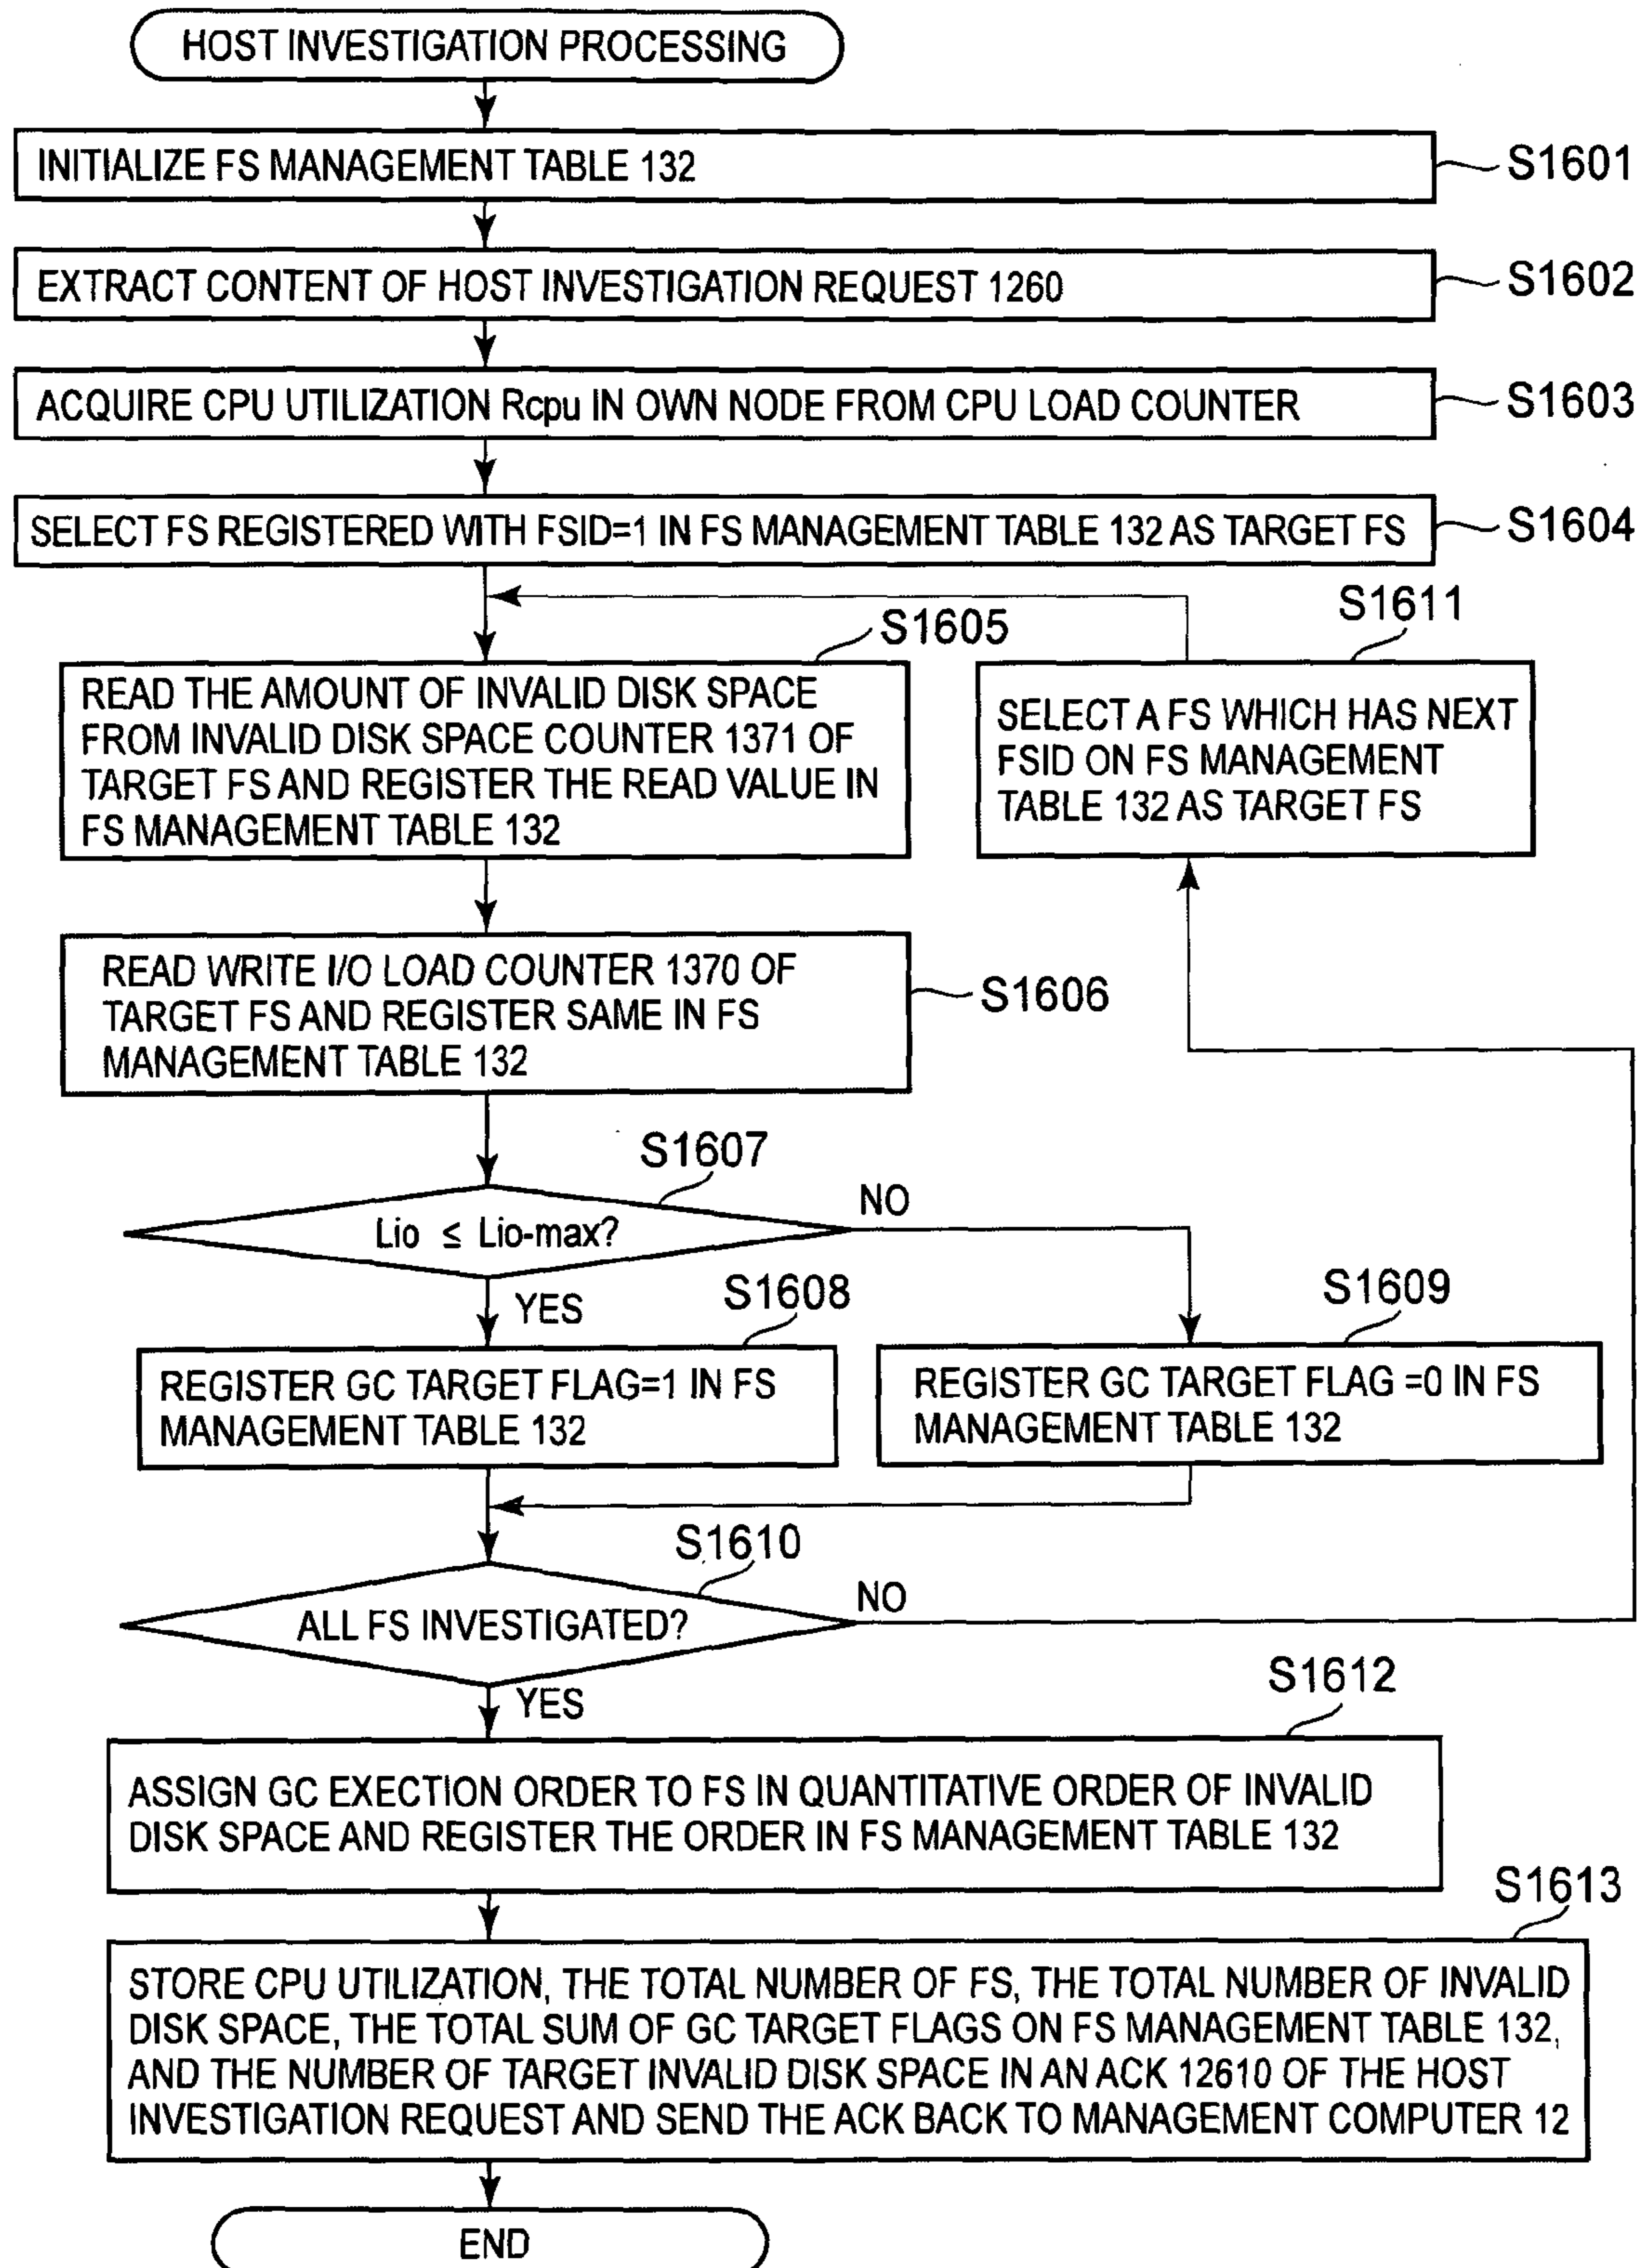 HOST INVESTIGATION PROCESSING
INITIALIZE FS MANAGEMENT TABLE 132
S1601
EXTRACT CONTENT OF HOST INVESTIGATION REQUEST 1260
S1602
ACQUIRE CPU UTILIZATION Rcpu IN OWN NODE FROM CPU LOAD COUNTER
S1603
SELECT FS REGISTERED WITH FSID=1 IN FS MANAGEMENT TABLE 132 AS TARGET FS
S1604
S1605
READ THE AMOUNT OF INVALID DISK SPACE
FROM INVALID DISK SPACE COUNTER 1371 OF
TARGET FS AND REGISTER THE READ VALUE IN
FS MANAGEMENT TABLE 132
S1611
SELECT A FS WHICH HAS NEXT
FSID ON FS MANAGEMENT
TABLE 132 AS TARGET FS
READ WRITE I/O LOAD COUNTER 1370 OF
TARGET FS AND REGISTER SAME IN FS
MANAGEMENT TABLE 132
S1606
S1607
Lio ≤ Lio-max?
NO
YES
S1608
REGISTER GC TARGET FLAG=1 IN FS
MANAGEMENT TABLE 132
S1609
REGISTER GC TARGET FLAG =0 IN FS
MANAGEMENT TABLE 132
S1610
ALL FS INVESTIGATED?
NO
YES
S1612
ASSIGN GC EXECTION ORDER TO FS IN QUANTITATIVE ORDER OF INVALID
DISK SPACE AND REGISTER THE ORDER IN FS MANAGEMENT TABLE 132
S1613
STORE CPU UTILIZATION, THE TOTAL NUMBER OF FS, THE TOTAL NUMBER OF INVALID
DISK SPACE, THE TOTAL SUM OF GC TARGET FLAGS ON FS MANAGEMENT TABLE 132,
AND THE NUMBER OF TARGET INVALID DISK SPACE IN AN ACK 12610 OF THE HOST
INVESTIGATION REQUEST AND SEND THE ACK BACK TO MANAGEMENT COMPUTER 12
END